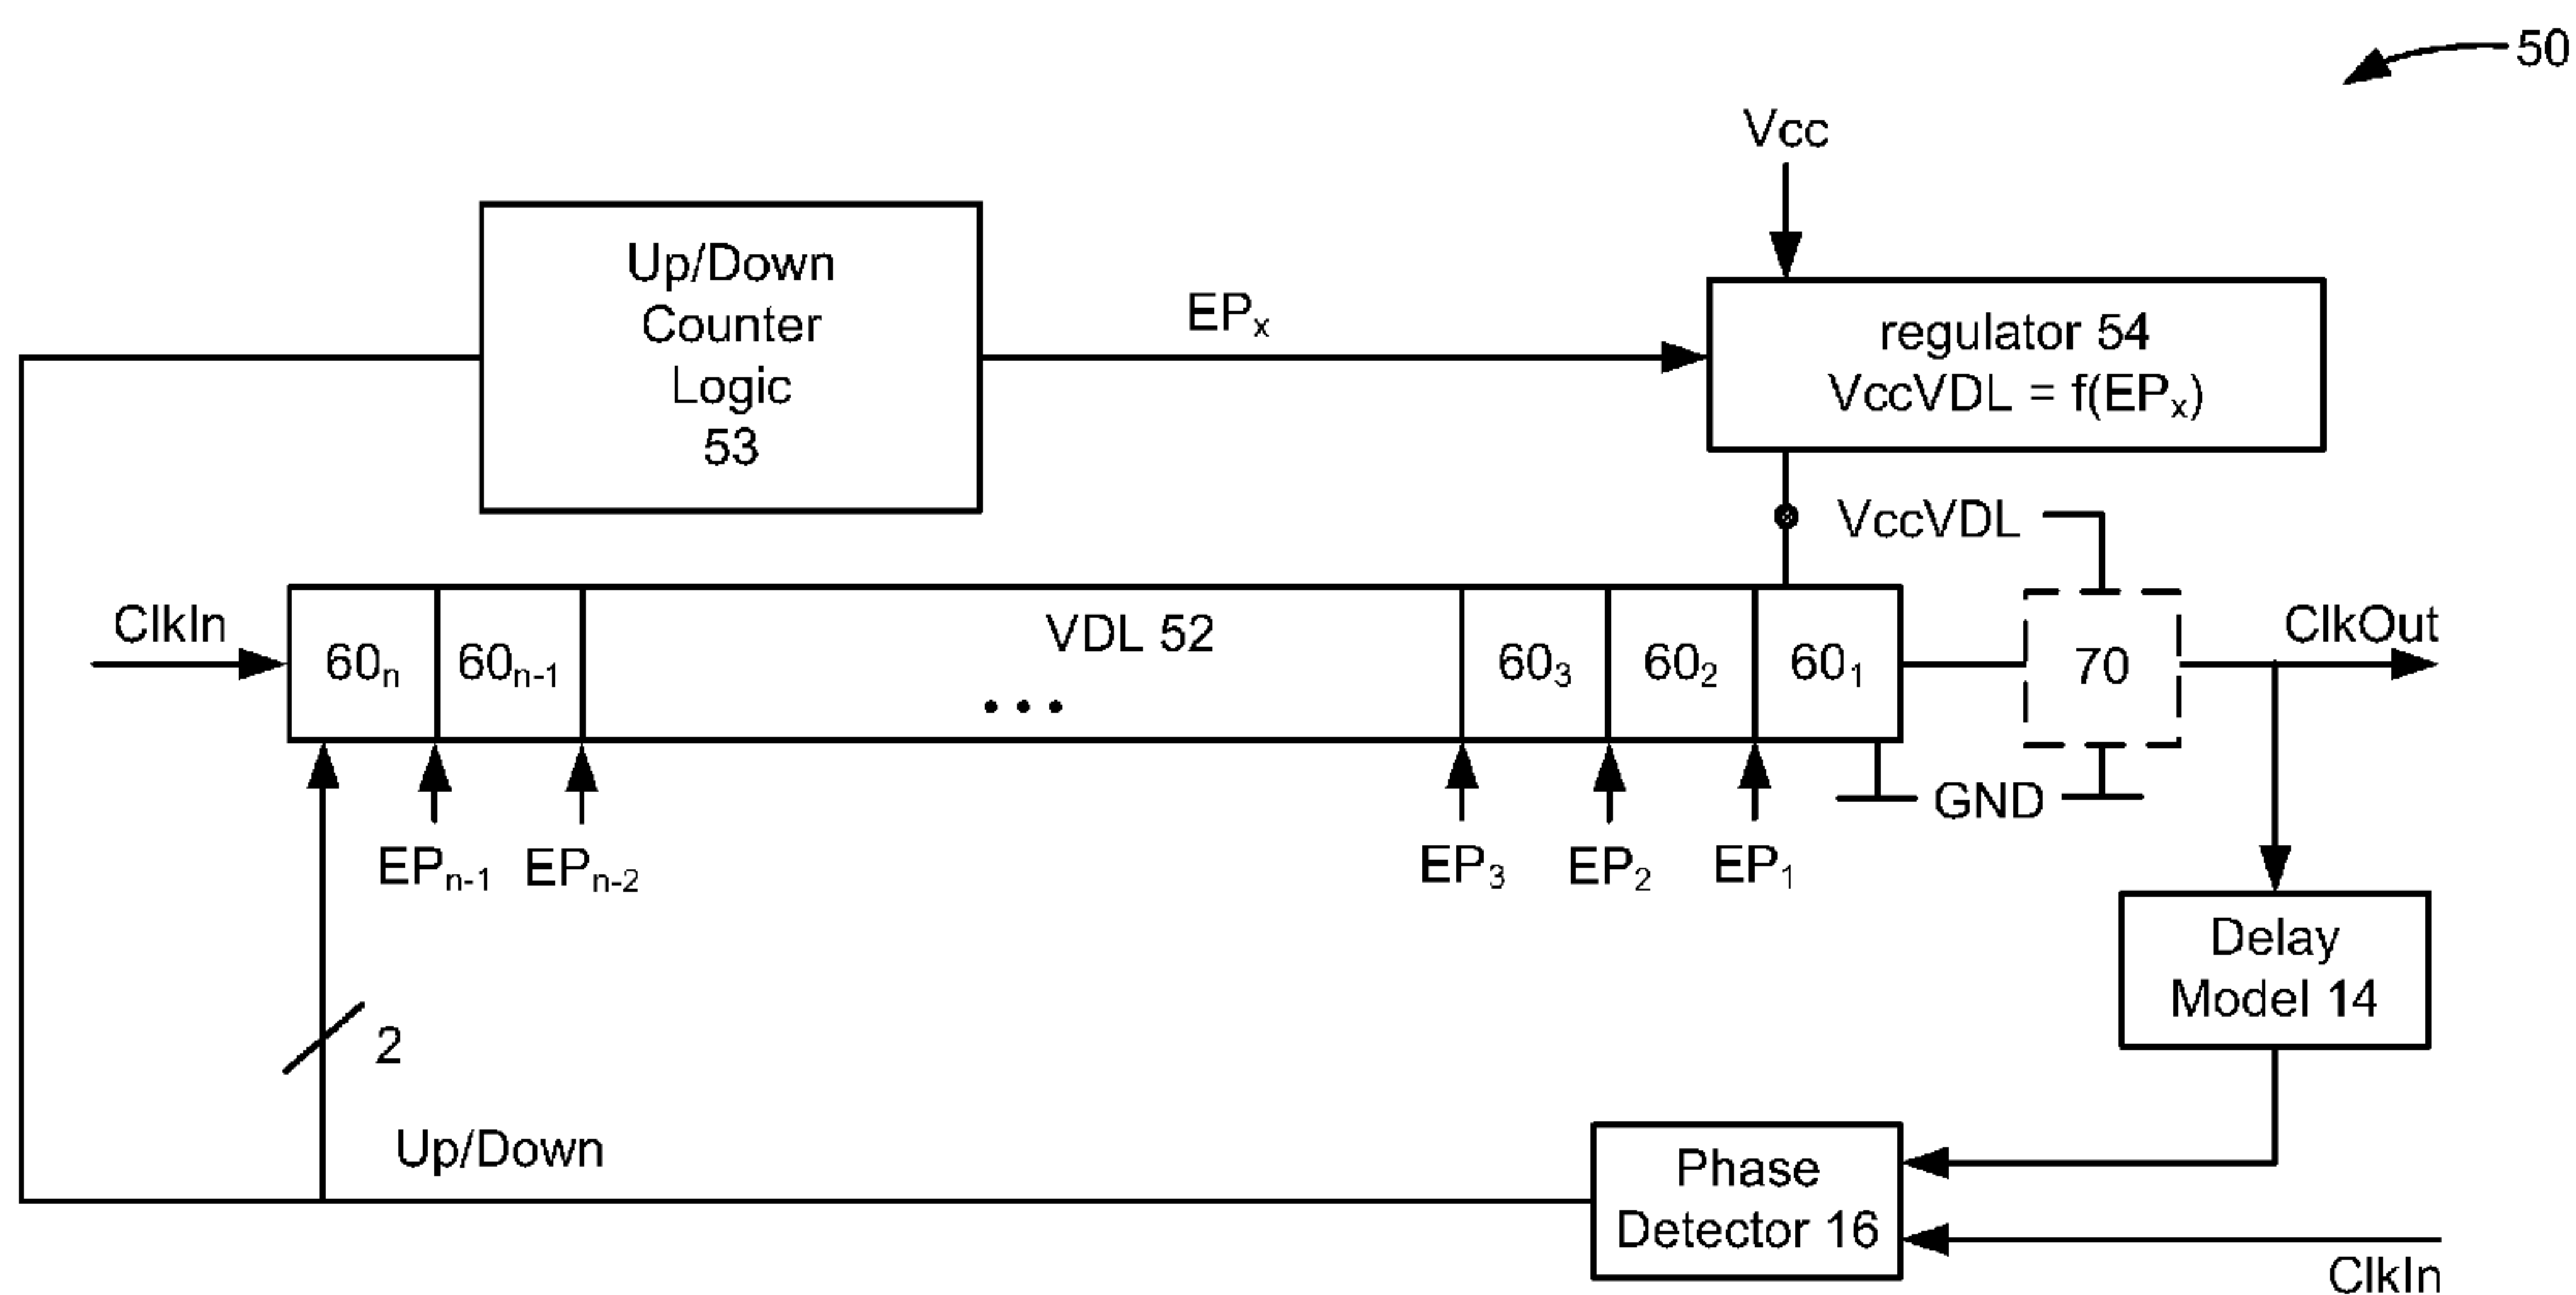 50
Vcc
Up/Down
Counter
Logic
53
EPx
regulator 54
VccVDL = f(EPx)
VccVDL
ClkIn
60n
60n-1
VDL 52
...
603
602
601
70
ClkOut
GND
EPn-1
EPn-2
EP3
EP2
EP1
Delay
Model 14
2
Up/Down
Phase
Detector 16
ClkIn